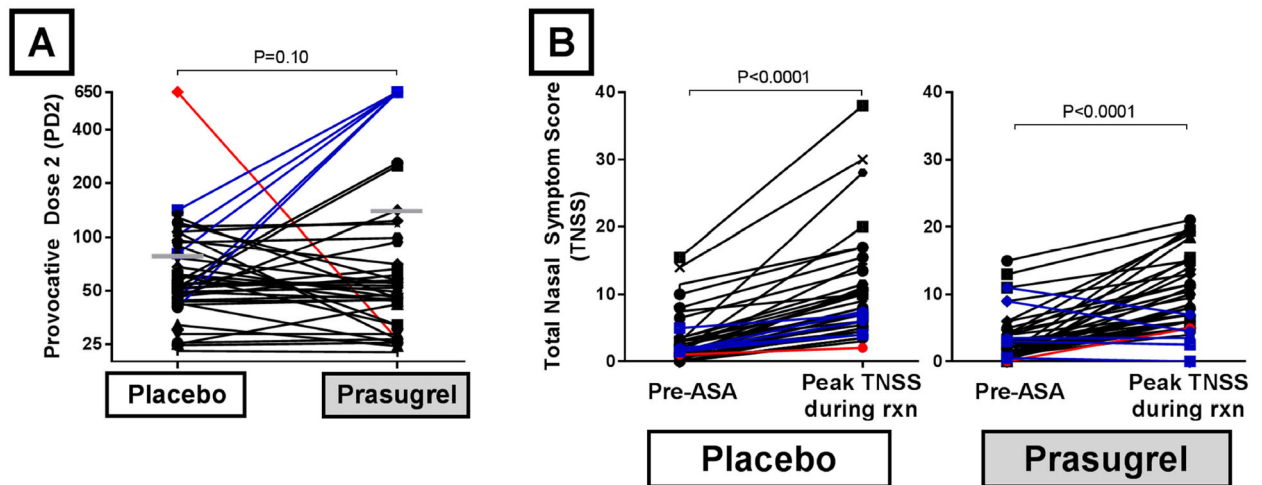 A
P=0.10
Provocative Dose 2 (PD2)
650
400
200
100
50
25
Placebo
Prasugrel
B
Total Nasal Symptom Score
(TNSS)
P<0.0001
40
30
20
10
0
Pre-ASA
Peak TNSS
during rxn
Placebo
P<0.0001
40
30
20
10
0
Pre-ASA
Peak TNSS
during rxn
Prasugrel